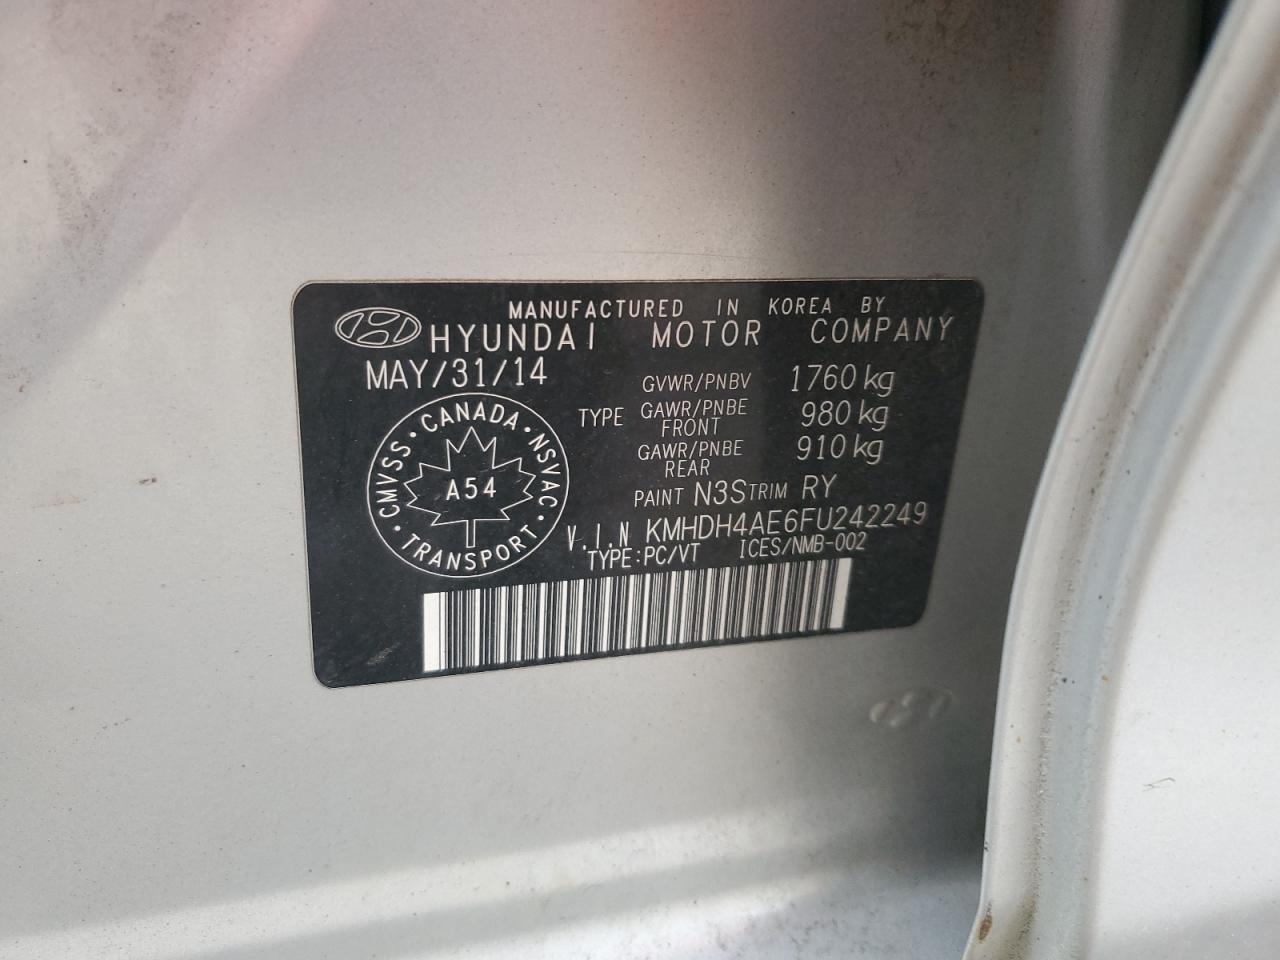 MANUFACTURED IN KOREA BY
HYUNDAI MOTOR COMPANY
MAY/31/14
GVWR/PNBV 1760 kg
TYPE GAWR/PNBE FRONT 980 kg
GAWR/PNBE REAR 910 kg
CMVSS · CANADA · NSVAC · TRANSPORT ·
A54
PAINT N3S TRIM RY
V.I.N KMHDH4AE6FU242249
TYPE:PC/VT ICES/NMB-002